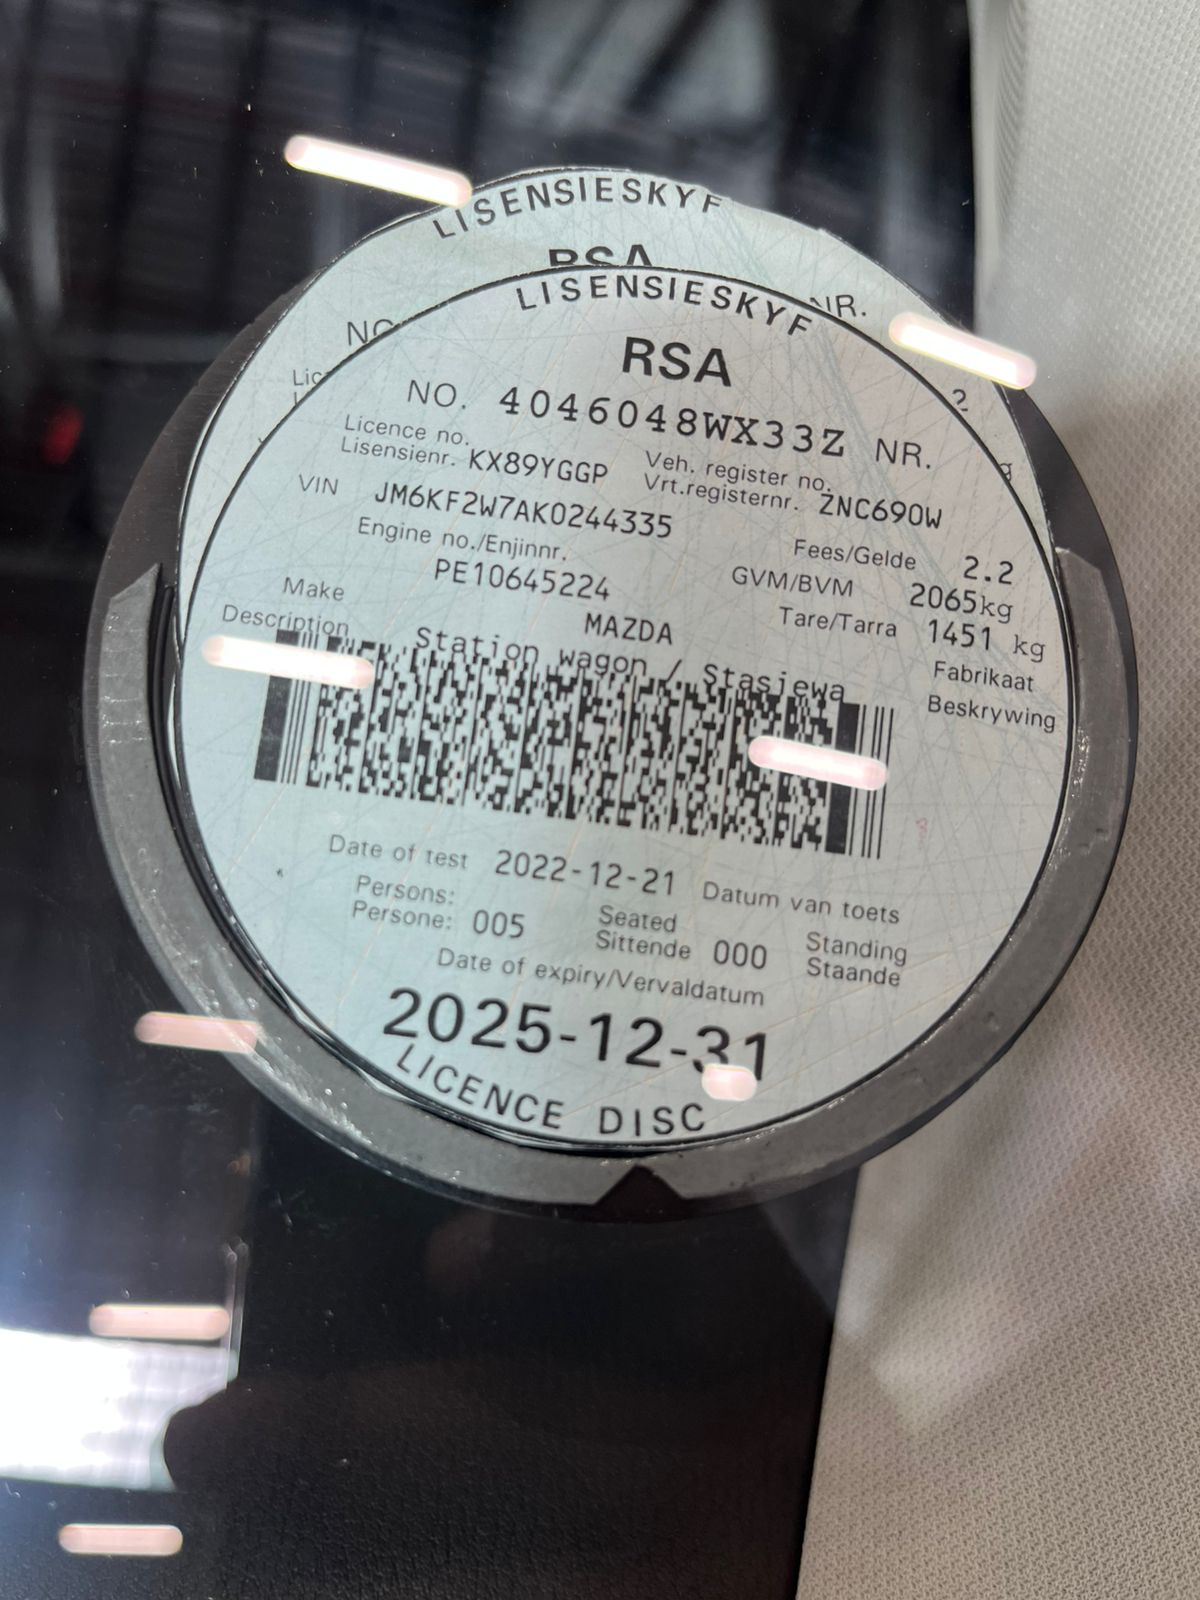 LISENSIESKYF
RSA
NR.
LISENSIESKYF
RSA
NO. 4046048WX33Z NR.
Licence no.
Lisensienr. KX89YGGP
Veh. register no.
Vrt.registernr. ZNC690W
VIN JM6KF2W7AK0244335
Engine no./Enjinnr.
PE10645224
Fees/Gelde 2.2
GVM/BVM 2065kg
Tare/Tarra 1451 kg
Make MAZDA Fabrikaat
Description Station wagon / Stasiewa Beskrywing
Date of test 2022-12-21 Datum van toets
Persons:
Persone: 005
Seated
Sittende 000
Standing
Staande
Date of expiry/Vervaldatum
2025-12-31
LICENCE DISC